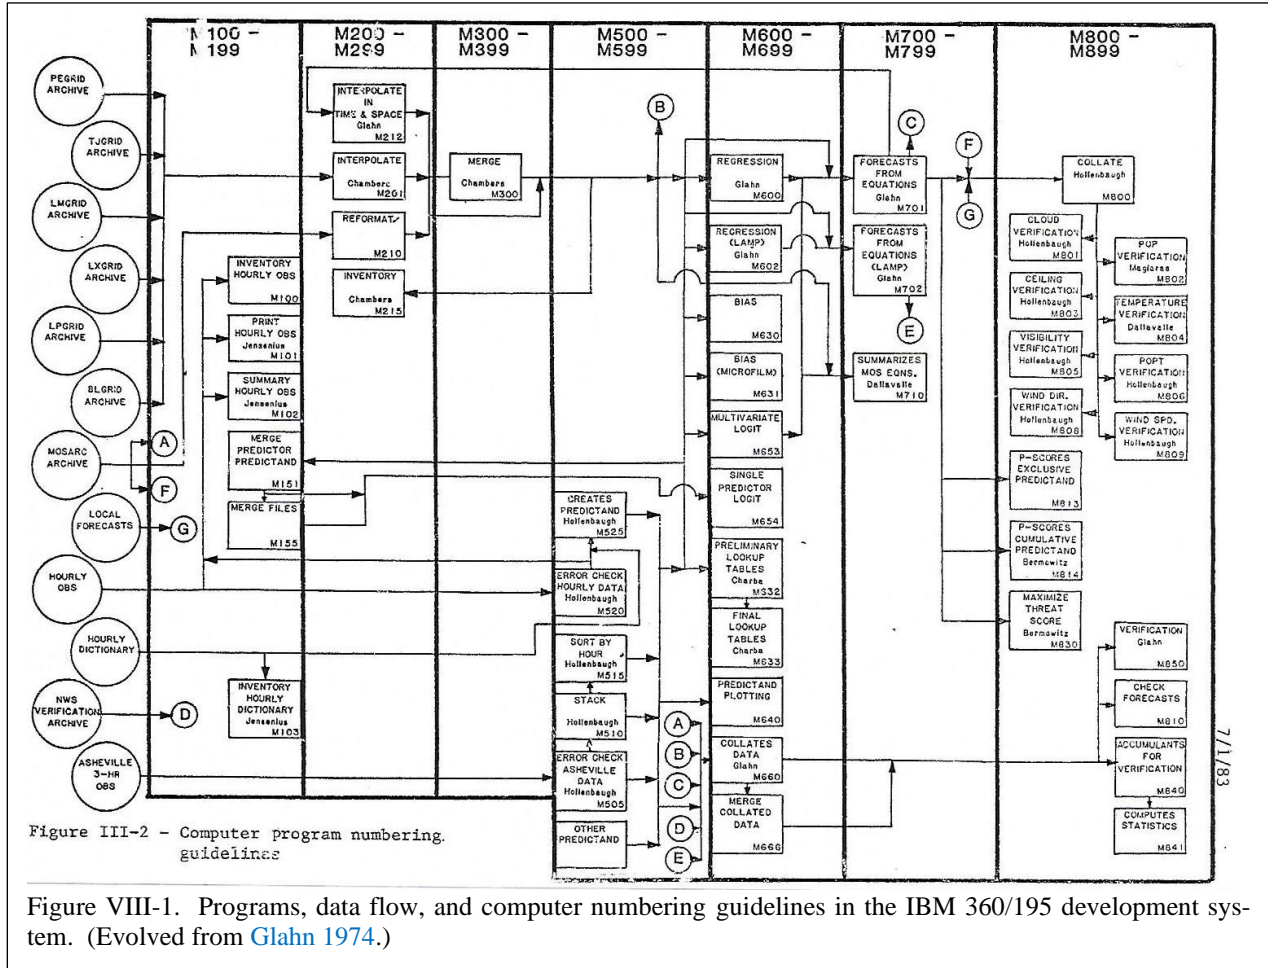 M100 -
M199
M200 -
M299
M300 -
M399
M500 -
M599
M600 -
M699
M700 -
M799
M800 -
M899
PEGRID
ARCHIVE
TJGRID
ARCHIVE
LMGRID
ARCHIVE
LXGRID
ARCHIVE
LPGRID
ARCHIVE
BLGRID
ARCHIVE
MOSARC
ARCHIVE
LOCAL
FORECASTS
HOURLY
OBS
HOURLY
DICTIONARY
NWS
VERIFICATION
ARCHIVE
ASHEVILLE
3-HR
OBS
A
F
G
D
INVENTORY
HOURLY OBS
M100
PRINT
HOURLY OBS
Jensenius
M101
SUMMARY
HOURLY OBS
Jensenius
M102
MERGE
PREDICTOR
PREDICTAND
M151
MERGE FILES
M155
INVENTORY
HOURLY
DICTIONARY
Jensenius
M103
INTERPOLATE
IN
TIME & SPACE
Glahn
M212
INTERPOLATE
Chambers
M201
REFORMAT
M210
INVENTORY
Chambers
M215
MERGE
Chambers
M300
B
CREATES
PREDICTAND
Hollenbaugh
M525
ERROR CHECK
HOURLY DATA
Hollenbaugh
M520
SORT BY
HOUR
Hollenbaugh
M515
STACK
Hollenbaugh
M510
ERROR CHECK
ASHEVILLE
DATA
Hollenbaugh
M505
OTHER
PREDICTAND
A
B
C
D
E
REGRESSION
Glahn
M600
REGRESSION
(LAMP)
Glahn
M602
BIAS
M630
BIAS
(MICROFILM)
M631
MULTIVARIATE
LOGIT
M653
SINGLE
PREDICTOR
LOGIT
M654
PRELIMINARY
LOOKUP
TABLES
Charba
M632
FINAL
LOOKUP
TABLES
Charba
M633
PREDICTAND
PLOTTING
M640
COLLATES
DATA
Glahn
M660
MERGE
COLLATED
DATA
M666
C
FORECASTS
FROM
EQUATIONS
Glahn
M701
FORECASTS
FROM
EQUATIONS
(LAMP)
Glahn
M702
E
SUMMARIZES
MOS EQNS.
Dallavalle
M710
F
G
COLLATE
Hollenbaugh
M800
CLOUD
VERIFICATION
Hollenbaugh
M801
POP
VERIFICATION
Maglaras
M802
CEILING
VERIFICATION
Hollenbaugh
M803
TEMPERATURE
VERIFICATION
Dallavalle
M804
VISIBILITY
VERIFICATION
Hollenbaugh
M805
POPT
VERIFICATION
Hollenbaugh
M806
WIND DIR.
VERIFICATION
Hollenbaugh
M808
WIND SPD.
VERIFICATION
Hollenbaugh
M809
P-SCORES
EXCLUSIVE
PREDICTAND
M813
P-SCORES
CUMULATIVE
PREDICTAND
Bermowitz
M814
MAXIMIZE
THREAT
SCORE
Bermowitz
M830
VERIFICATION
Glahn
M850
CHECK
FORECASTS
M810
ACCUMULANTS
FOR
VERIFICATION
M840
COMPUTES
STATISTICS
M841
7/1/83
Figure III-2 - Computer program numbering
guidelines
Figure VIII-1. Programs, data flow, and computer numbering guidelines in the IBM 360/195 development sys-
tem. (Evolved from Glahn 1974.)